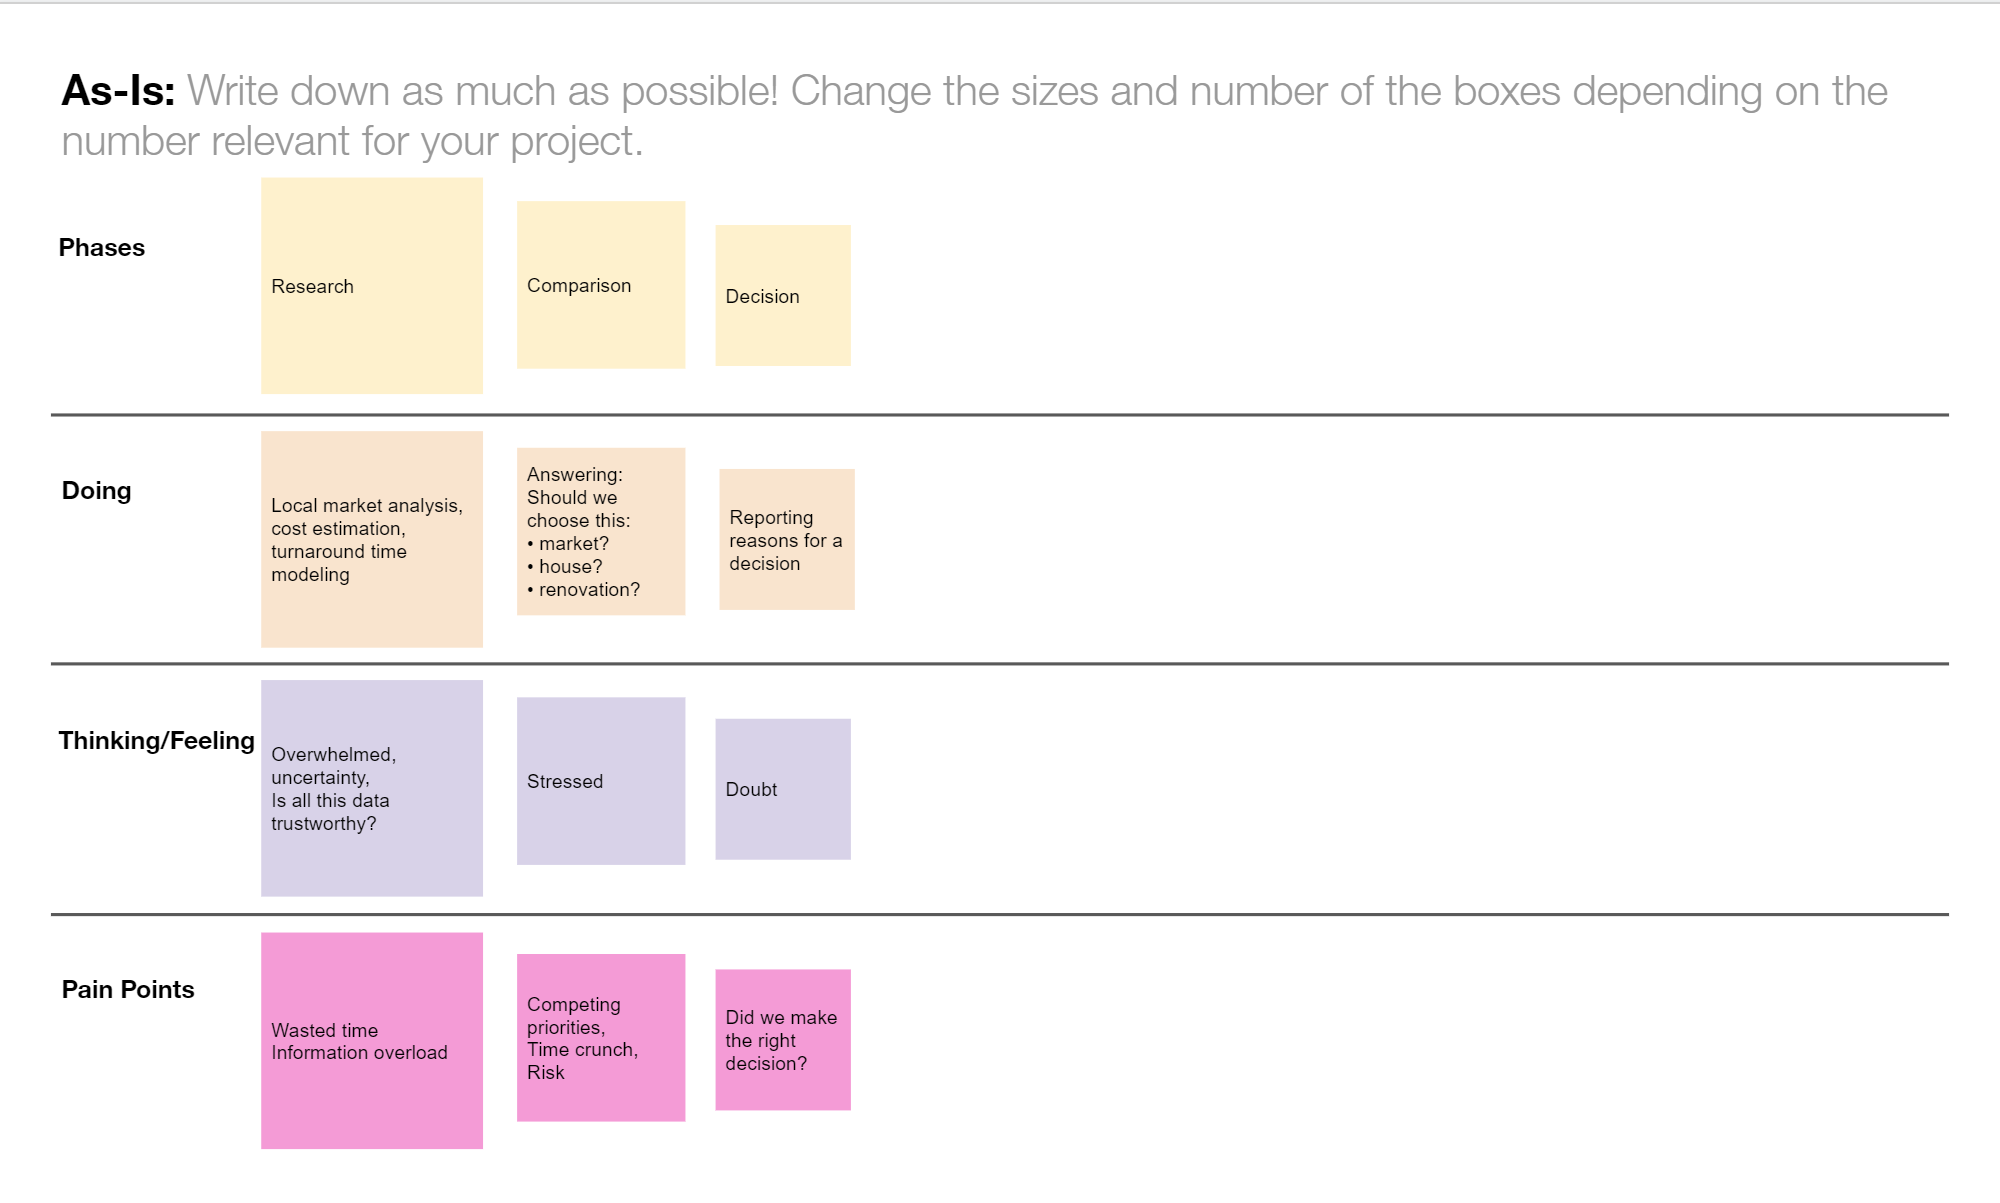 As-Is: Write down as much as possible! Change the sizes and number of the boxes depending on the
number relevant for your project.
Phases
Research
Comparison
Decision
Doing
Local market analysis,
cost estimation,
turnaround time
modeling
Answering:
Should we
choose this:
• market?
• house?
• renovation?
Reporting
reasons for a
decision
Thinking/Feeling
Overwhelmed,
uncertainty,
Is all this data
trustworthy?
Stressed
Doubt
Pain Points
Wasted time
Information overload
Competing
priorities,
Time crunch,
Risk
Did we make
the right
decision?